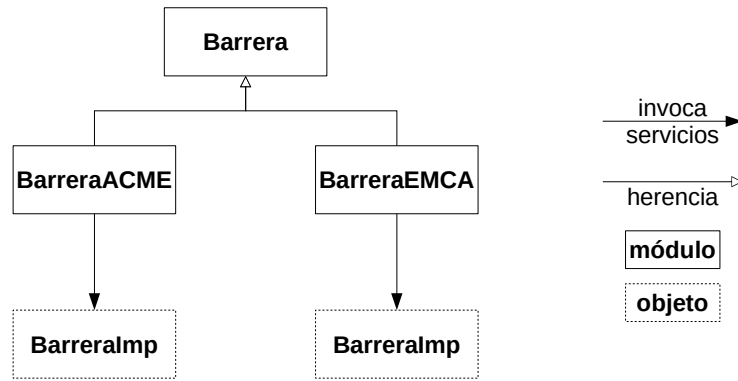 Barrera
BarreraACME
BarreraEMCA
BarreraImp
BarreraImp
invoca
servicios
herencia
módulo
objeto